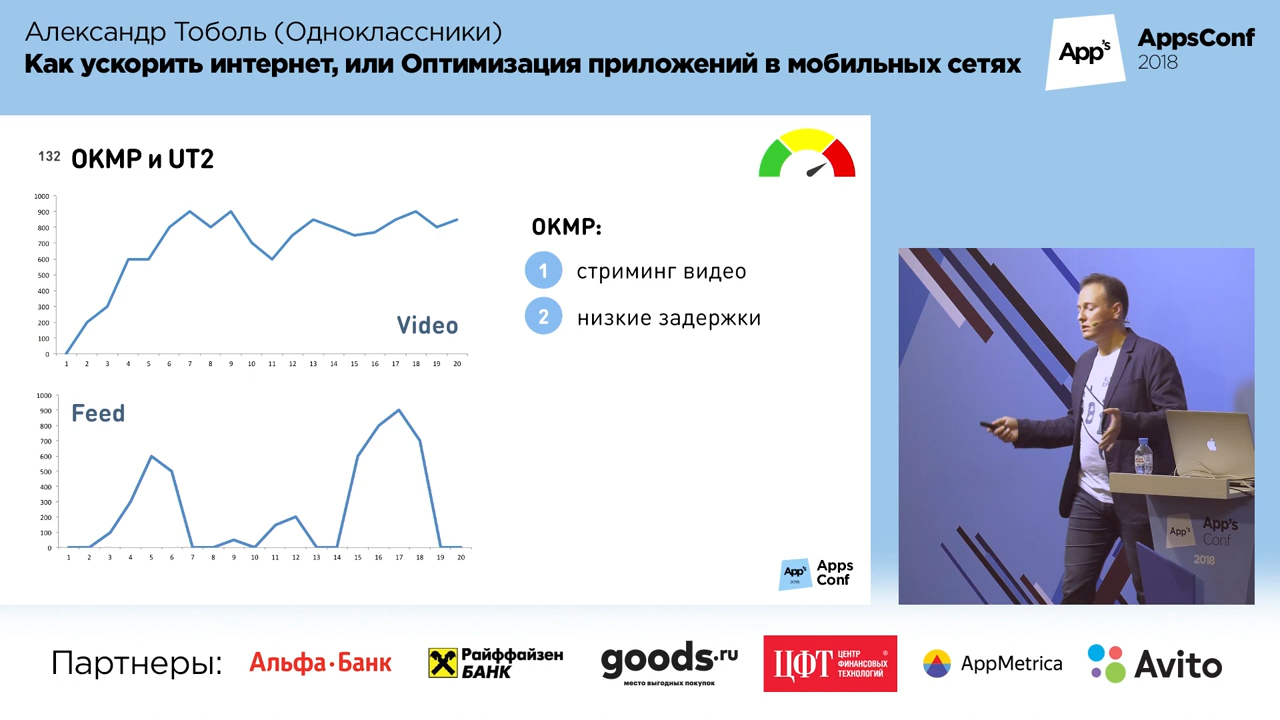 Александр Тоболь (Одноклассники)
Как ускорить интернет, или Оптимизация приложений в мобильных сетях
App's
AppsConf
2018
132 OKMP и UT2
1000
900
800
700
600
500
400
300
200
100
0
1 2 3 4 5 6 7 8 9 10 11 12 13 14 15 16 17 18 19 20
Video
OKMP:
1 стриминг видео
2 низкие задержки
Feed
1000
900
800
700
600
500
400
300
200
100
0
1 2 3 4 5 6 7 8 9 10 11 12 13 14 15 16 17 18 19 20
App's
2018
Apps
Conf
App's
App's
Conf
2018
Партнеры:
Альфа·Банк
Райффайзен
БАНК
goods.ru
место выгодных покупок
ЦФТ
ЦЕНТР
ФИНАНСОВЫХ
ТЕХНОЛОГИЙ
®
AppMetrica
Avito